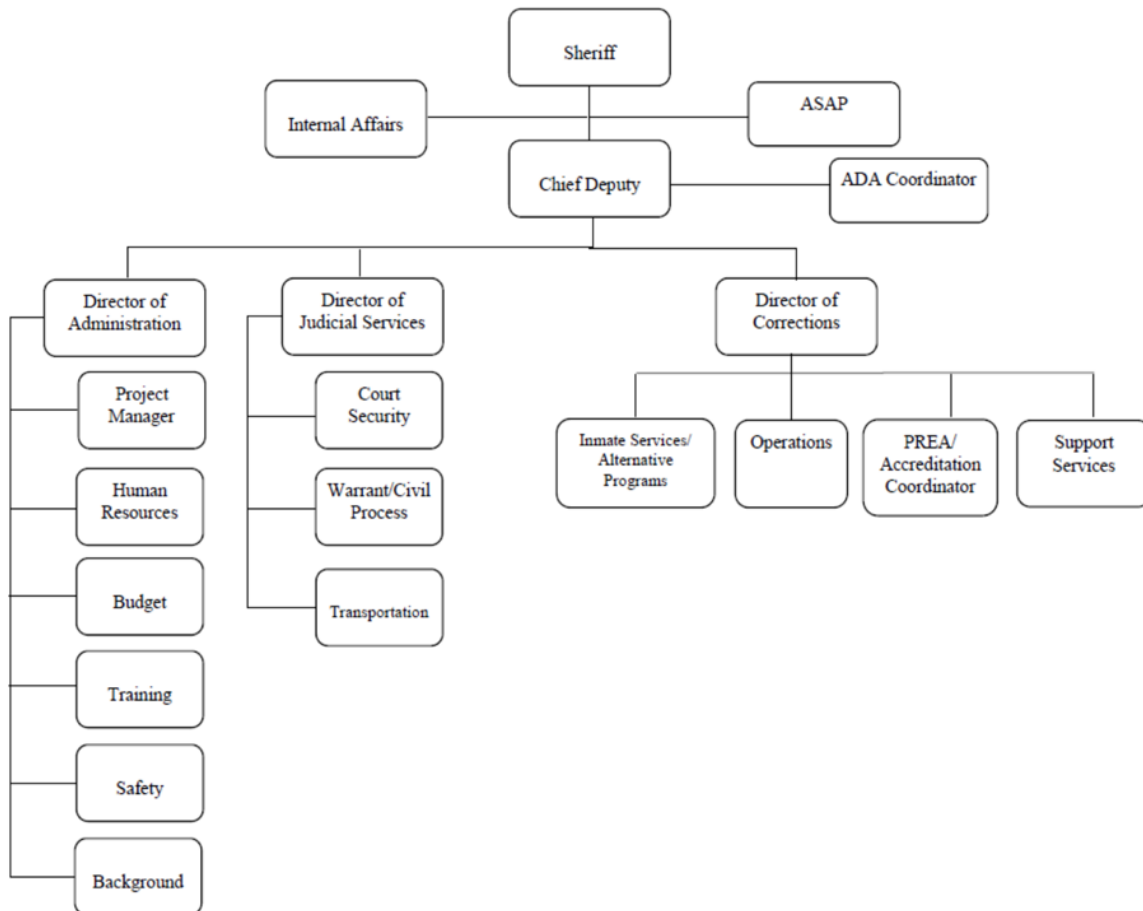 Sheriff
Internal Affairs
ASAP
Chief Deputy
ADA Coordinator
Director of
Administration
Director of
Judicial Services
Director of
Corrections
Project
Manager
Human
Resources
Budget
Training
Safety
Background
Court
Security
Warrant/Civil
Process
Transportation
Inmate Services/
Alternative
Programs
Operations
PREA/
Accreditation
Coordinator
Support
Services